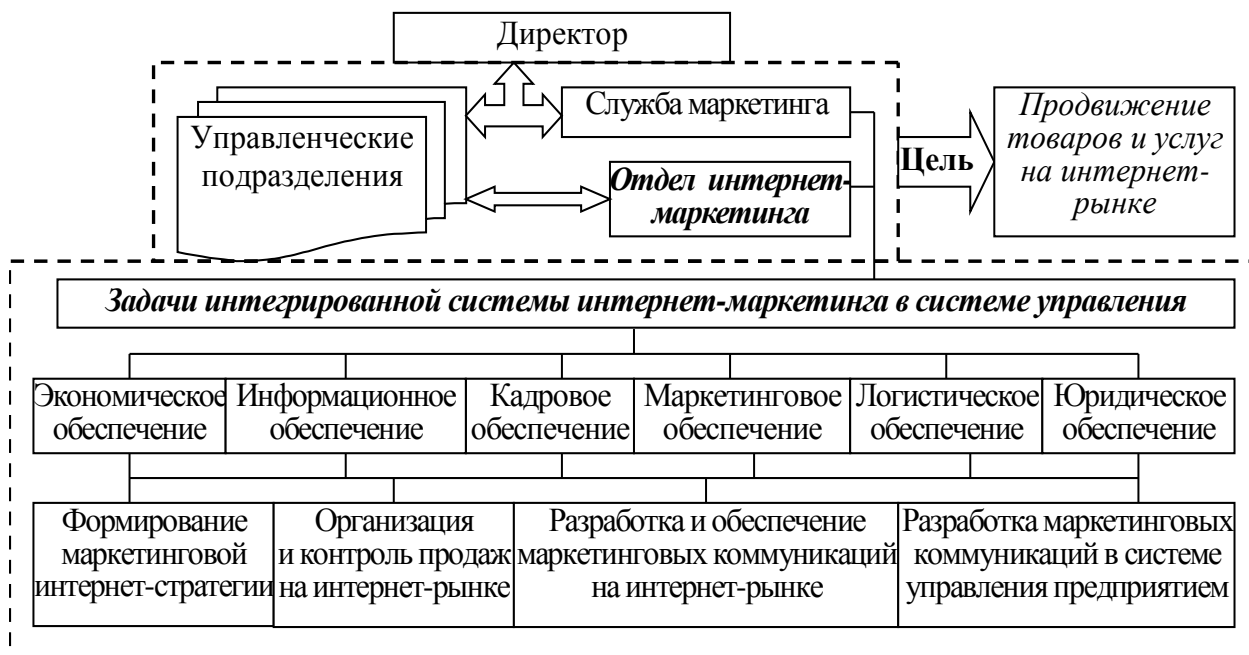 Директор
Управленческие
подразделения
Служба маркетинга
Отдел интернет-
маркетинга
Цель
Продвижение
товаров и услуг
на интернет-
рынке
Задачи интегрированной системы интернет-маркетинга в системе управления
Экономическое
обеспечение
Информационное
обеспечение
Кадровое
обеспечение
Маркетинговое
обеспечение
Логистическое
обеспечение
Юридическое
обеспечение
Формирование
маркетинговой
интернет-стратегии
Организация
и контроль продаж
на интернет-рынке
Разработка и обеспечение
маркетинговых коммуникаций
на интернет-рынке
Разработка маркетинговых
коммуникаций в системе
управления предприятием